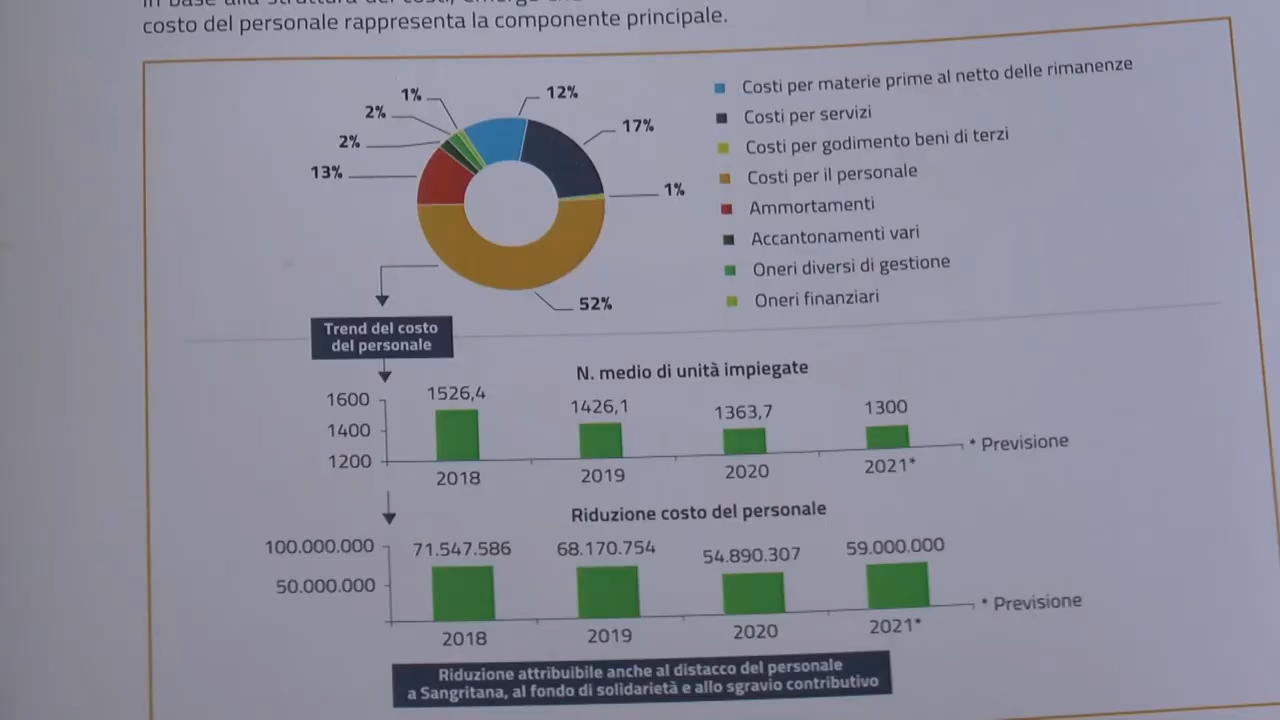 costo del personale rappresenta la componente principale.
1%
12%
2%
17%
2%
13%
1%
52%
Costi per materie prime al netto delle rimanenze
Costi per servizi
Costi per godimento beni di terzi
Costi per il personale
Ammortamenti
Accantonamenti vari
Oneri diversi di gestione
Oneri finanziari
Trend del costo
del personale
N. medio di unità impiegate
1600
1400
1200
1526,4
1426,1
1363,7
1300
2018
2019
2020
2021*
* Previsione
Riduzione costo del personale
100.000.000
50.000.000
71.547.586
68.170.754
54.890.307
59.000.000
2018
2019
2020
2021*
* Previsione
Riduzione attribuibile anche al distacco del personale
a Sangritana, al fondo di solidarietà e allo sgravio contributivo